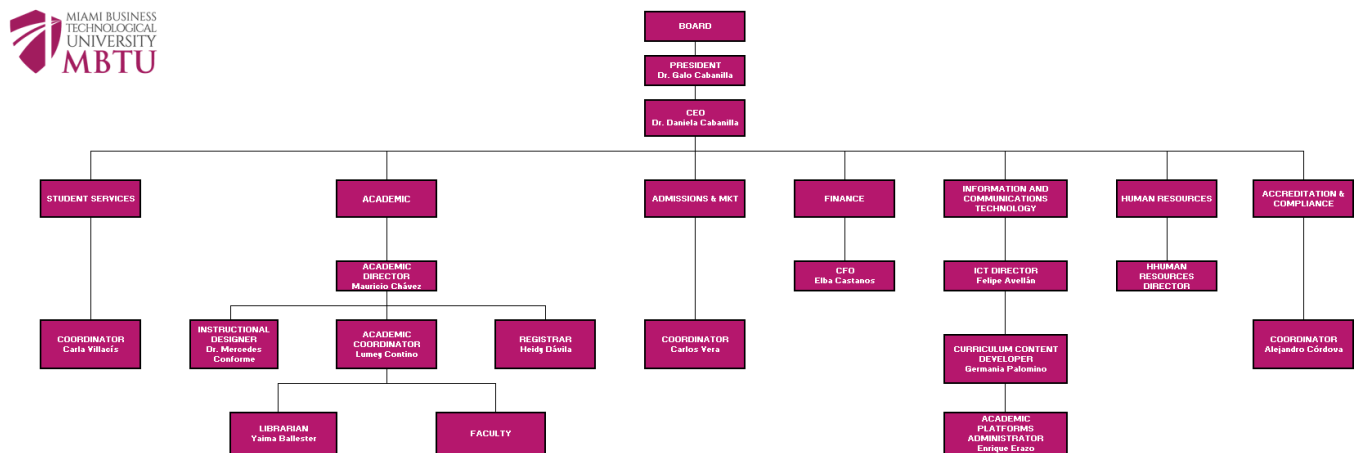 MIAMI BUSINESS
TECHNOLOGICAL
UNIVERSITY
MBTU
BOARD
PRESIDENT
Dr. Galo Cabanilla
CEO
Dr. Daniela Cabanilla
STUDENT SERVICES
ACADEMIC
ADMISSIONS & MKT
FINANCE
INFORMATION AND
COMMUNICATIONS
TECHNOLOGY
HUMAN RESOURCES
ACCREDITATION &
COMPLIANCE
ACADEMIC
DIRECTOR
Mauricio Chávez
CFO
Elba Castanos
ICT DIRECTOR
Felipe Avellán
HHUMAN
RESOURCES
DIRECTOR
COORDINATOR
Carla Villacís
INSTRUCTIONAL
DESIGNER
Dr. Mercedes
Conforme
ACADEMIC
COORDINATOR
Lumey Contino
REGISTRAR
Heidy Dávila
COORDINATOR
Carlos Vera
CURRICULUM CONTENT
DEVELOPER
Germania Palomino
COORDINATOR
Alejandro Córdova
LIBRARIAN
Yaima Ballester
FACULTY
ACADEMIC
PLATFORMS
ADMINISTRATOR
Enrique Erazo